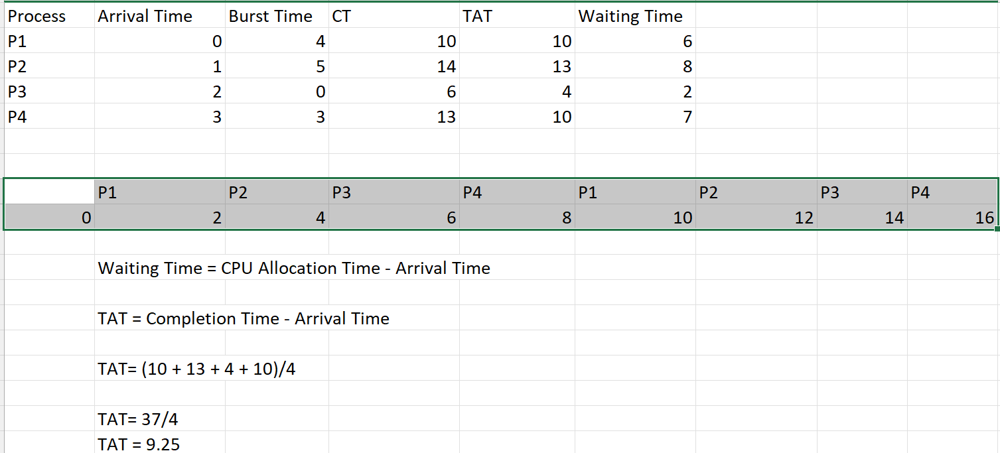 Process Arrival Time Burst Time CT TAT Waiting Time
P1 0 4 10 10 6
P2 1 5 14 13 8
P3 2 0 6 4 2
P4 3 3 13 10 7
P1 P2 P3 P4 P1 P2 P3 P4
0 2 4 6 8 10 12 14 16
Waiting Time = CPU Allocation Time - Arrival Time
TAT = Completion Time - Arrival Time
TAT= (10 + 13 + 4 + 10)/4
TAT= 37/4
TAT = 9.25